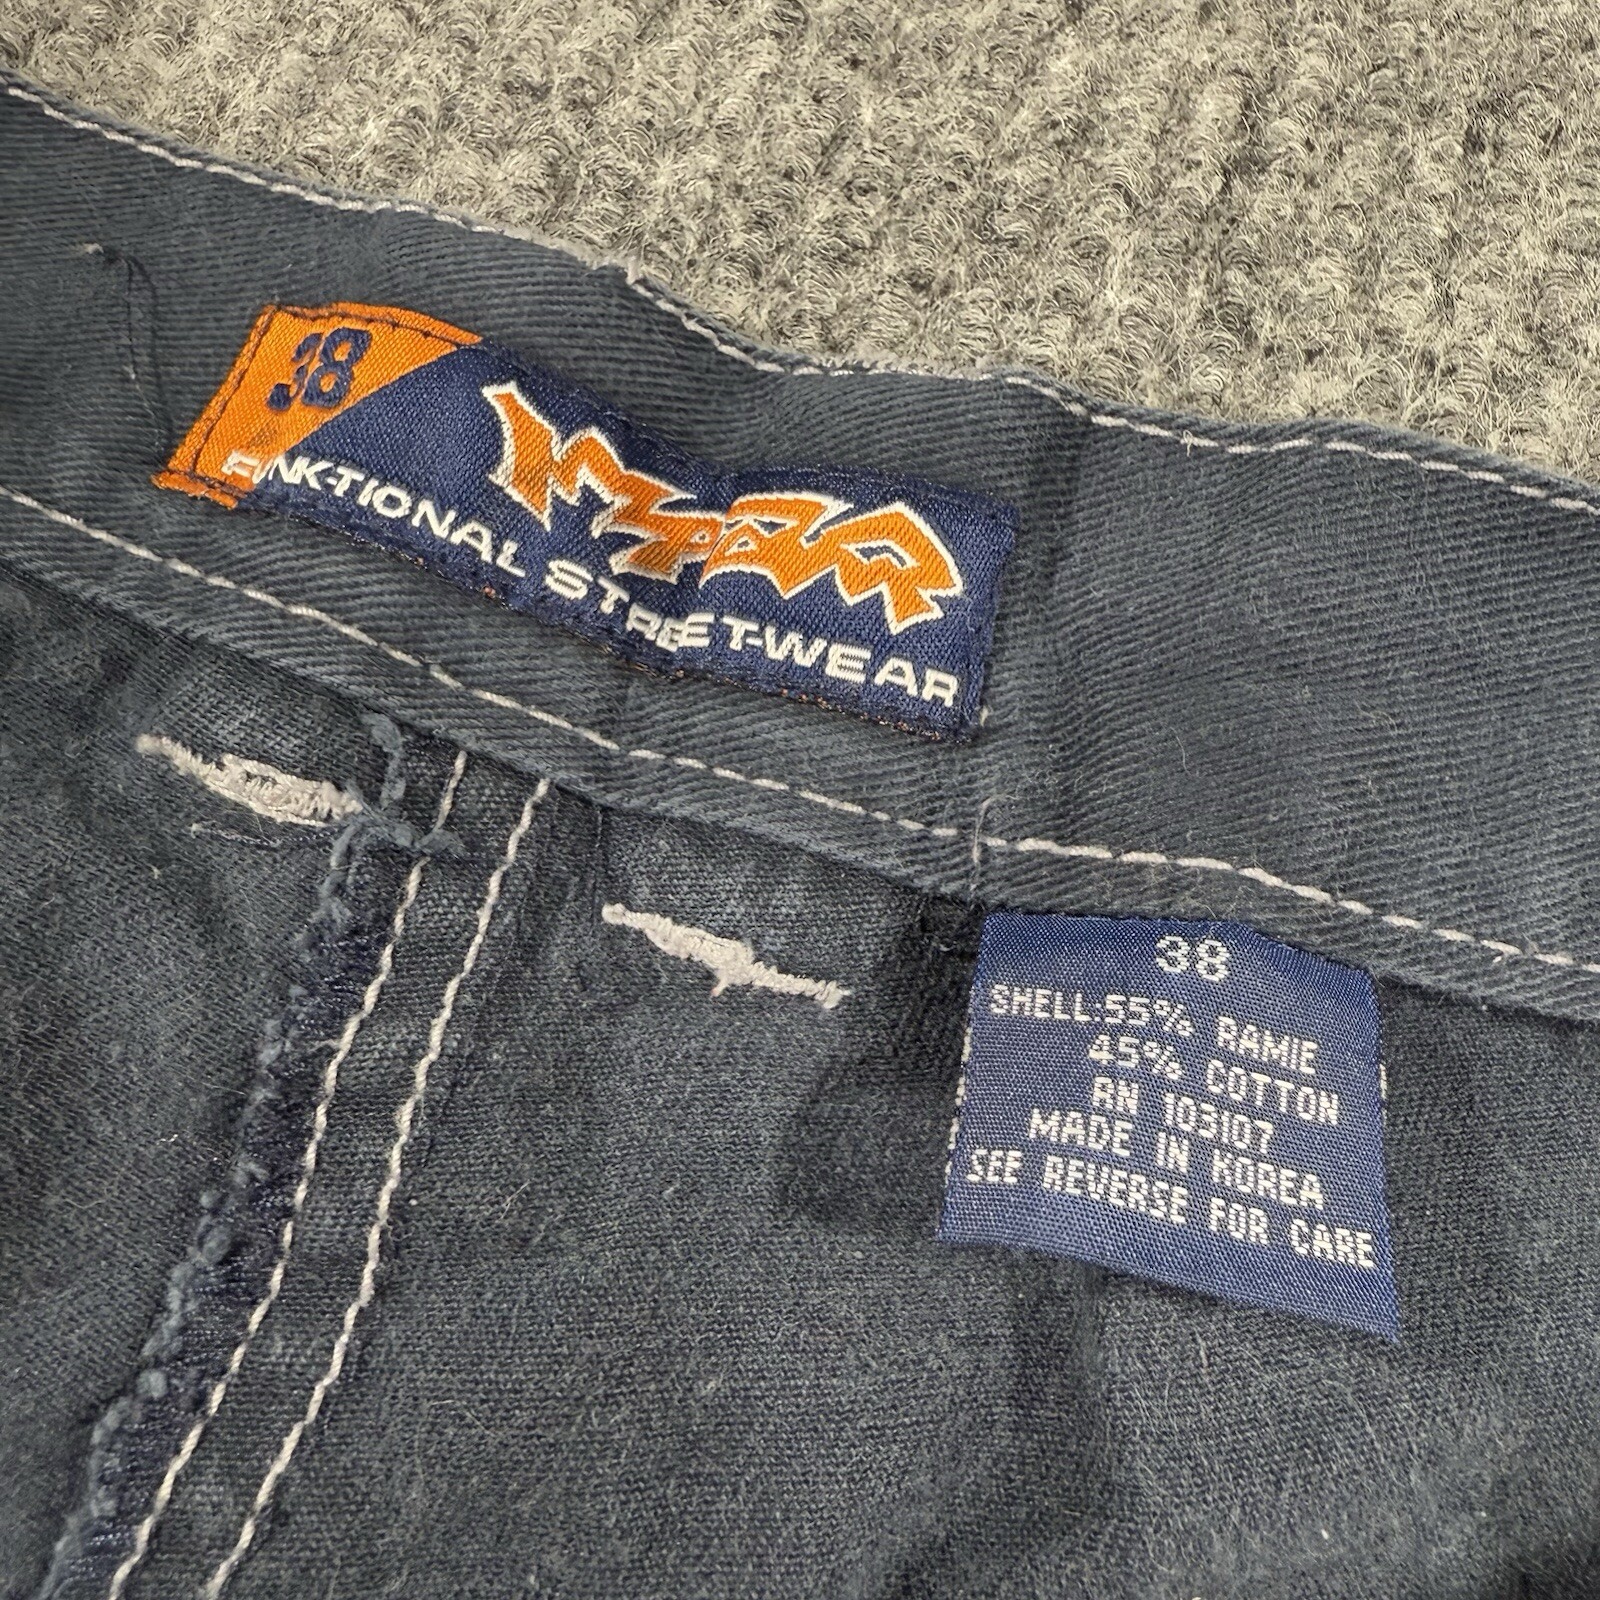 38
FUNK-TIONAL STREET-WEAR
38
SHELL:55% RAMIE
45% COTTON
RN 103107
MADE IN KOREA
SEE REVERSE FOR CARE